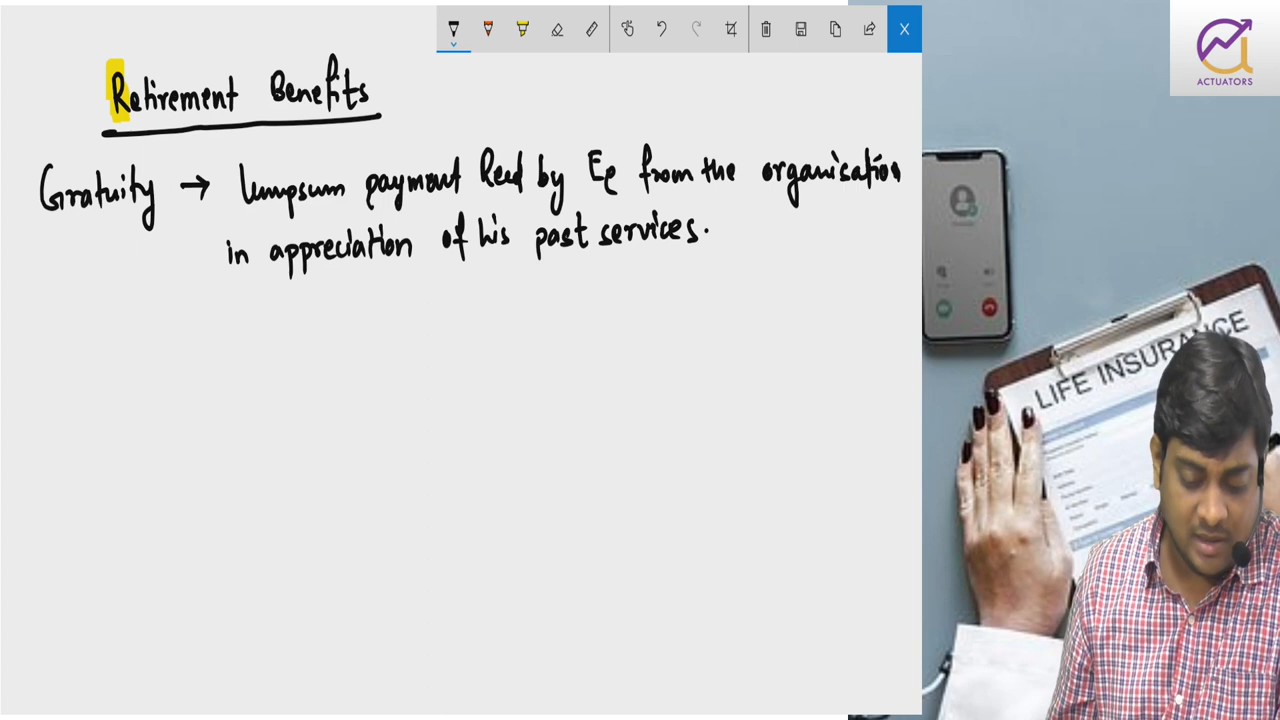 Retirement Benefits
Gratuity → lumpsum payment Recd by Ee from the organisation
in appreciation of his past services.
ACTUATORS
LIFE INSURANCE